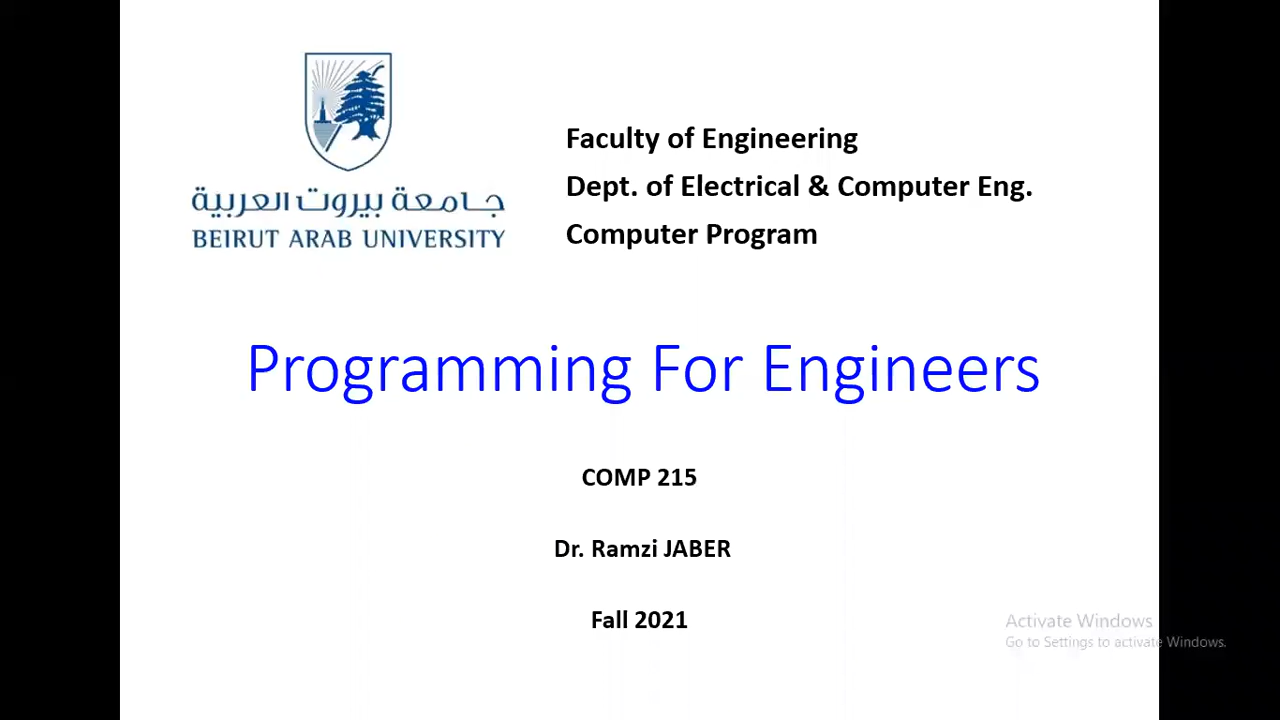 جامعة بيروت العربية
BEIRUT ARAB UNIVERSITY
Faculty of Engineering
Dept. of Electrical & Computer Eng.
Computer Program
Programming For Engineers
COMP 215
Dr. Ramzi JABER
Fall 2021
Activate Windows
Go to Settings to activate Windows.